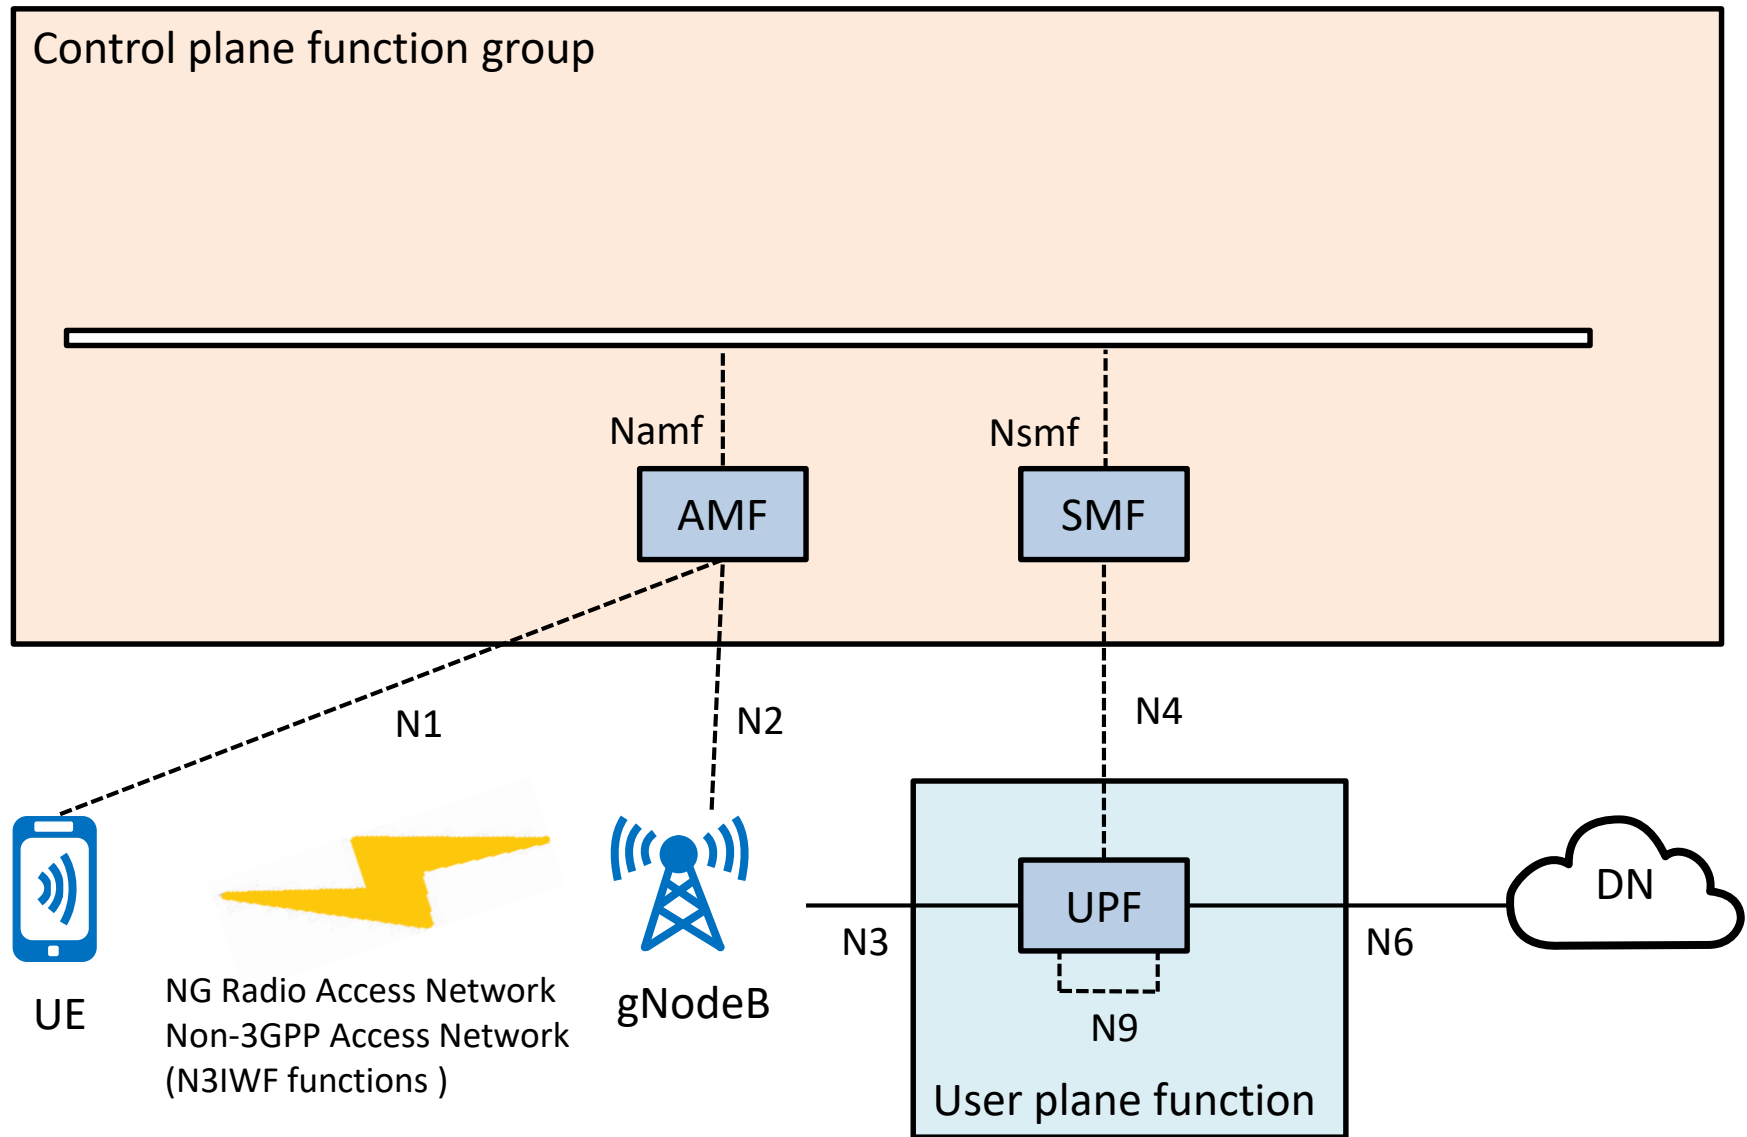 Control plane function group
Namf
Nsmf
AMF
SMF
N1
N2
N4
UPF
DN
N3
N6
UE
NG Radio Access Network
Non-3GPP Access Network
(N3IWF functions )
gNodeB
N9
User plane function